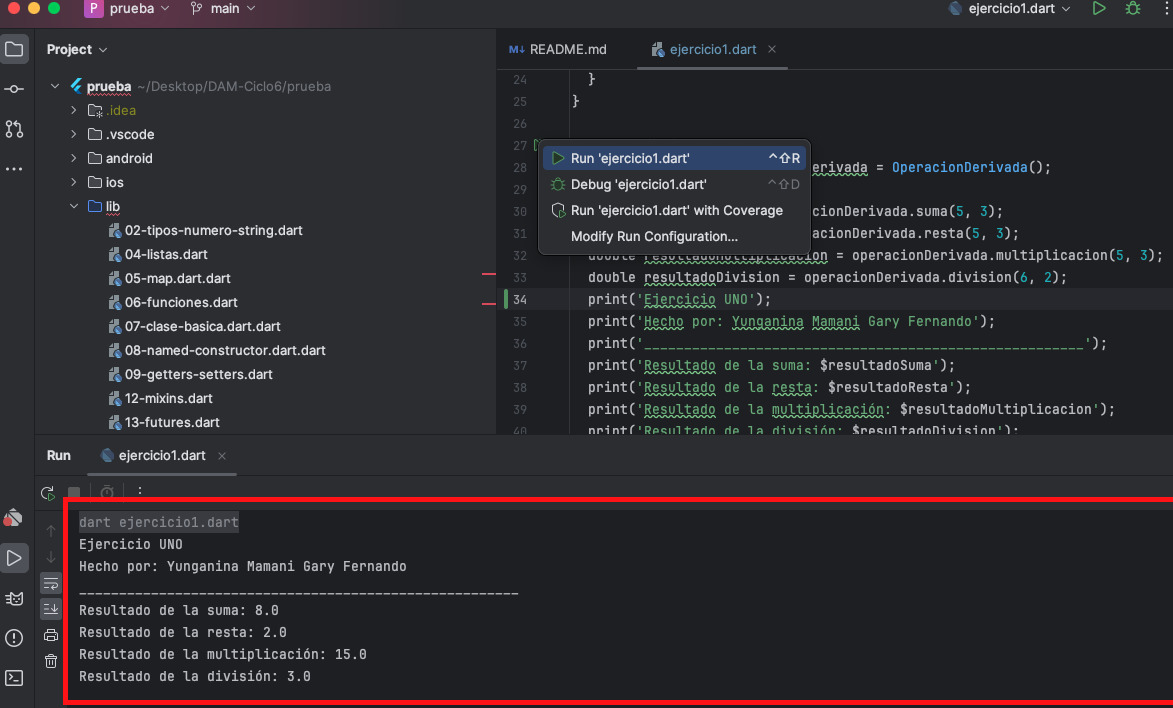 P prueba main ejercicio1.dart
Project
prueba ~/Desktop/DAM-Ciclo6/prueba
.idea
.vscode
android
ios
lib
02-tipos-numero-string.dart
04-listas.dart
05-map.dart.dart
06-funciones.dart
07-clase-basica.dart.dart
08-named-constructor.dart.dart
09-getters-setters.dart
12-mixins.dart
13-futures.dart
M↓ README.md ejercicio1.dart
24 }
25 }
26
27
28 erivada = OperacionDerivada();
29
30 cionDerivada.suma(5, 3);
31 acionDerivada.resta(5, 3);
32 double resultadoMultiplicacion = operacionDerivada.multiplicacion(5, 3);
33 double resultadoDivision = operacionDerivada.division(6, 2);
34 print('Ejercicio UNO');
35 print('Hecho por: Yunganina Mamani Gary Fernando');
36 print('_______________________________________________________');
37 print('Resultado de la suma: $resultadoSuma');
38 print('Resultado de la resta: $resultadoResta');
39 print('Resultado de la multiplicación: $resultadoMultiplicacion');
40 print('Resultado de la división: $resultadoDivision');
Run 'ejercicio1.dart' ^⇧R
Debug 'ejercicio1.dart' ^⇧D
Run 'ejercicio1.dart' with Coverage
Modify Run Configuration...
Run ejercicio1.dart
dart ejercicio1.dart
Ejercicio UNO
Hecho por: Yunganina Mamani Gary Fernando
_______________________________________________________
Resultado de la suma: 8.0
Resultado de la resta: 2.0
Resultado de la multiplicación: 15.0
Resultado de la división: 3.0